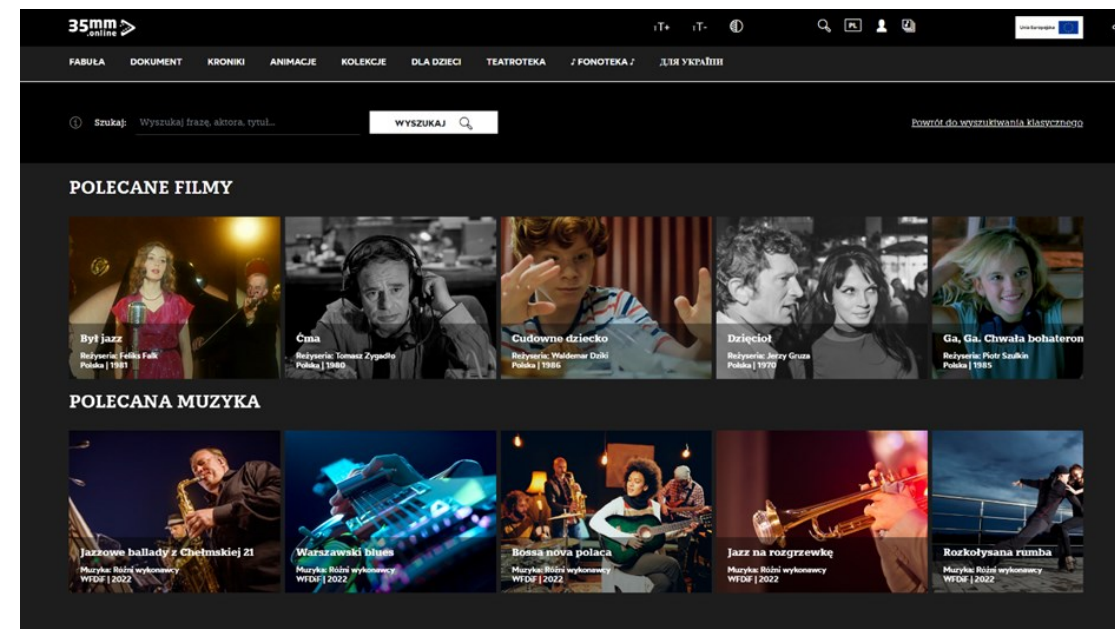 35mm
.online
T+ T- PL Unia Europejska
FABUŁA DOKUMENT KRONIKI ANIMACJE KOLEKCJE DLA DZIECI TEATROTEKA ♪ FONOTEKA ♪ ДЛЯ УКРАЇНИ
Szukaj: Wyszukaj frazę, aktora, tytuł... WYSZUKAJ Powrót do wyszukiwania klasycznego
POLECANE FILMY
Był jazz
Reżyseria: Feliks Falk
Polska | 1981
Ćma
Reżyseria: Tomasz Zygadło
Polska | 1980
Cudowne dziecko
Reżyseria: Waldemar Dziki
Polska | 1986
Dzięcioł
Reżyseria: Jerzy Gruza
Polska | 1970
Ga, Ga. Chwała bohaterom
Reżyseria: Piotr Szulkin
Polska | 1985
POLECANA MUZYKA
Jazzowe ballady z Chełmskiej 21
Muzyka: Różni wykonawcy
WFDiF | 2022
Warszawski blues
Muzyka: Różni wykonawcy
WFDiF | 2022
Bossa nova polaca
Muzyka: Różni wykonawcy
WFDiF | 2022
Jazz na rozgrzewkę
Muzyka: Różni wykonawcy
WFDiF | 2022
Rozkołysana rumba
Muzyka: Różni wykonawcy
WFDiF | 2022